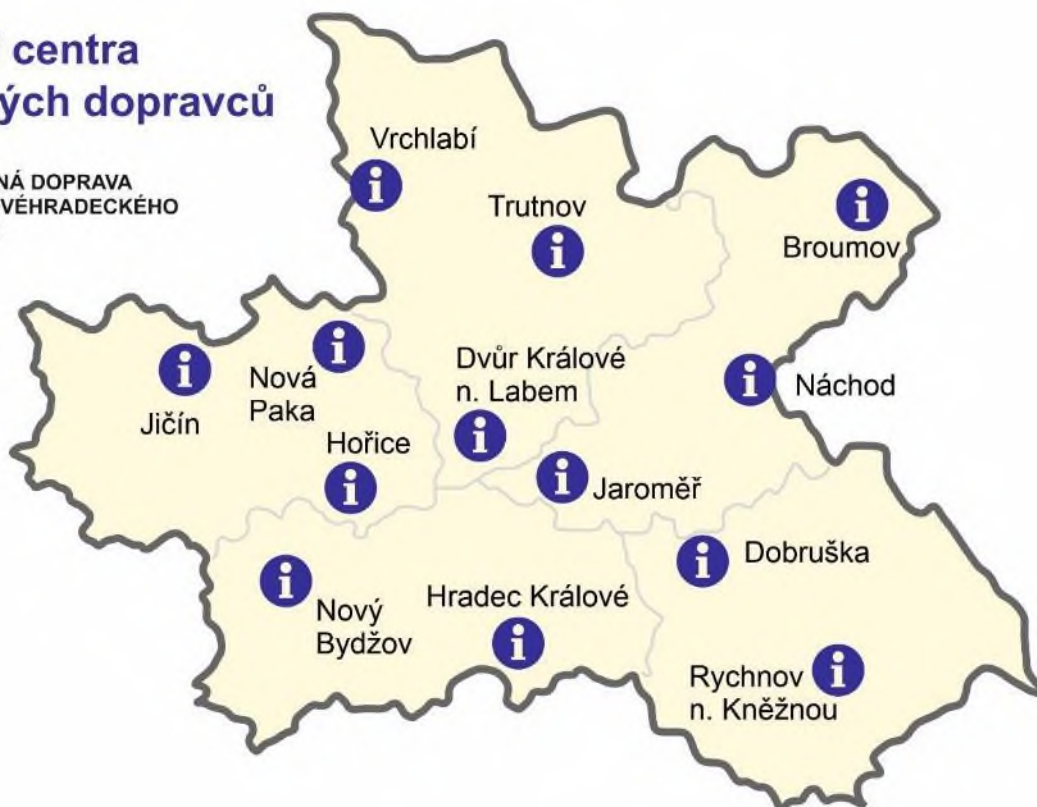 centra
ých dopravců
NÁ DOPRAVA
VÉHRADECKÉHO
Vrchlabí
Trutnov
Broumov
Jičín
Nová
Paka
Dvůr Králové
n. Labem
Náchod
Hořice
Jaroměř
Dobruška
Nový
Bydžov
Hradec Králové
Rychnov
n. Kněžnou